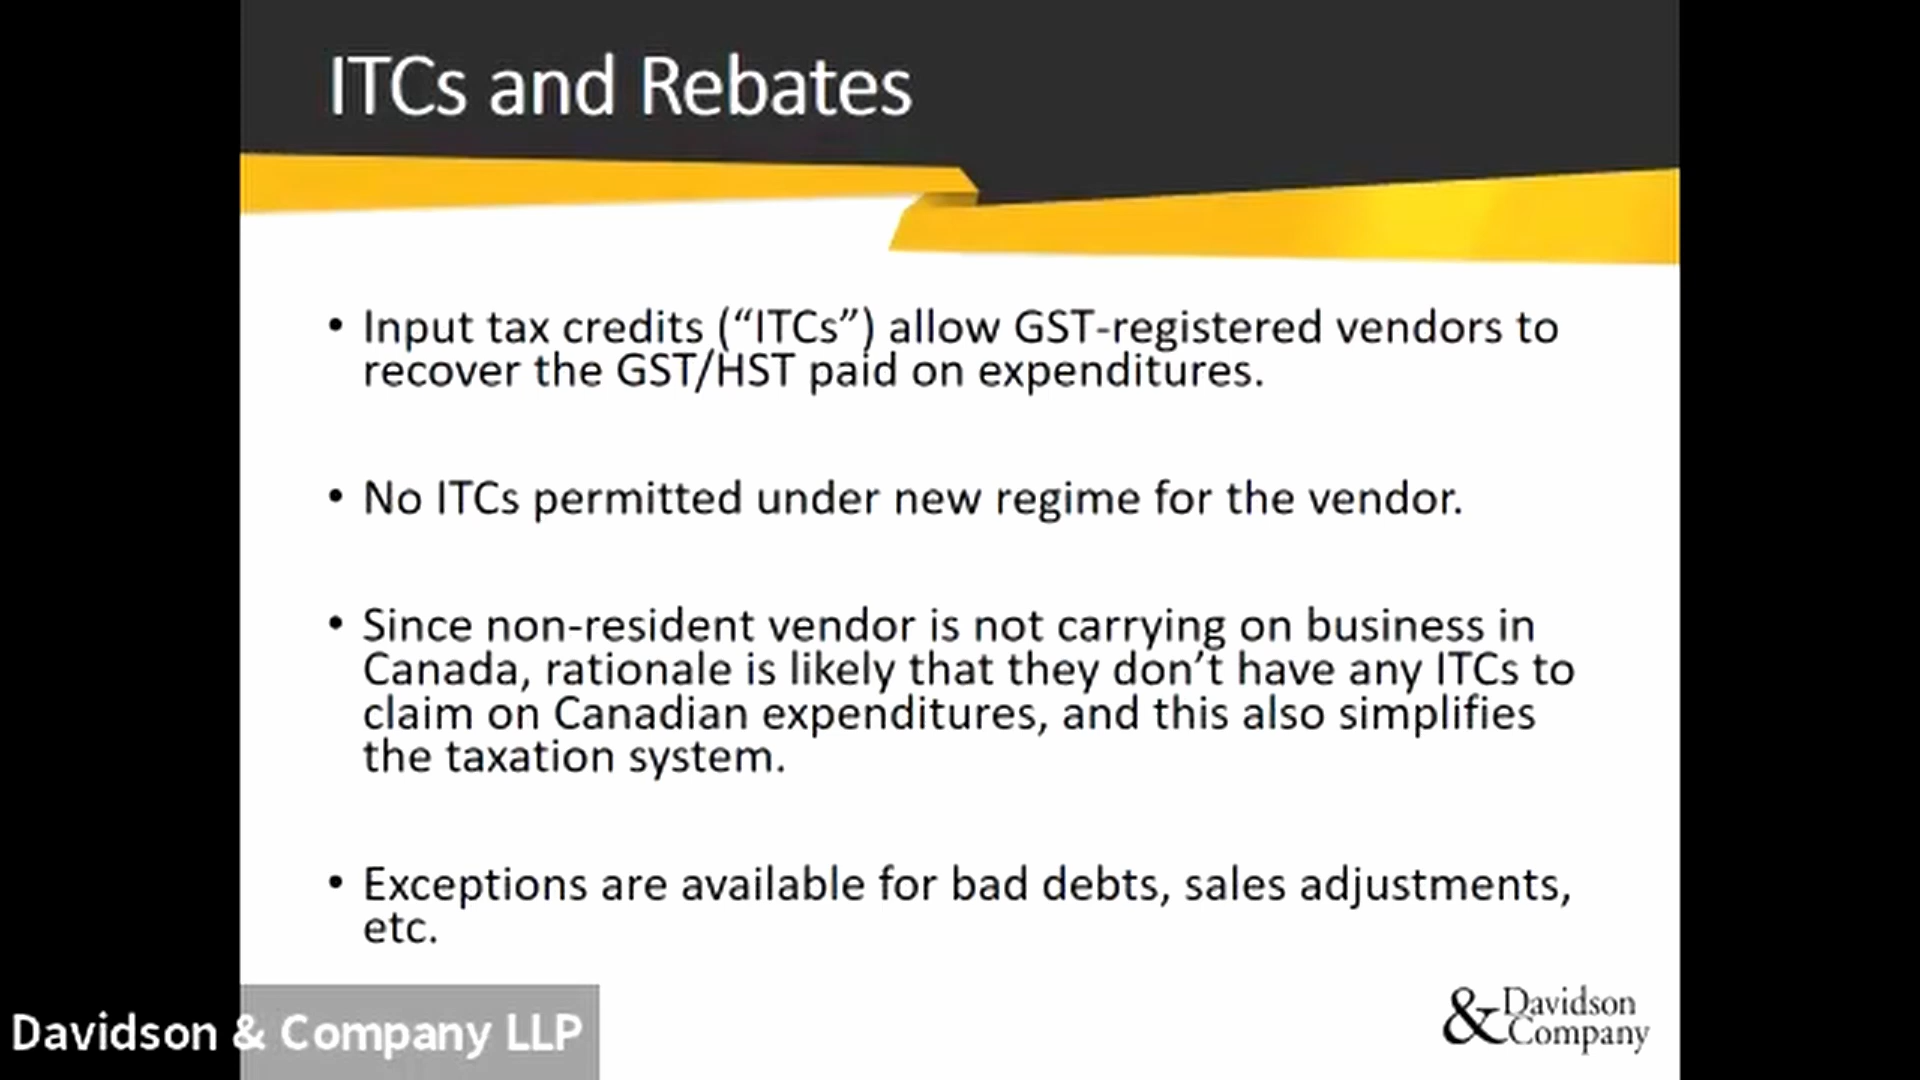 ITCs and Rebates
• Input tax credits (“ITCs”) allow GST-registered vendors to
recover the GST/HST paid on expenditures.
• No ITCs permitted under new regime for the vendor.
• Since non-resident vendor is not carrying on business in
Canada, rationale is likely that they don’t have any ITCs to
claim on Canadian expenditures, and this also simplifies
the taxation system.
• Exceptions are available for bad debts, sales adjustments,
etc.
Davidson & Company LLP
& Davidson
Company